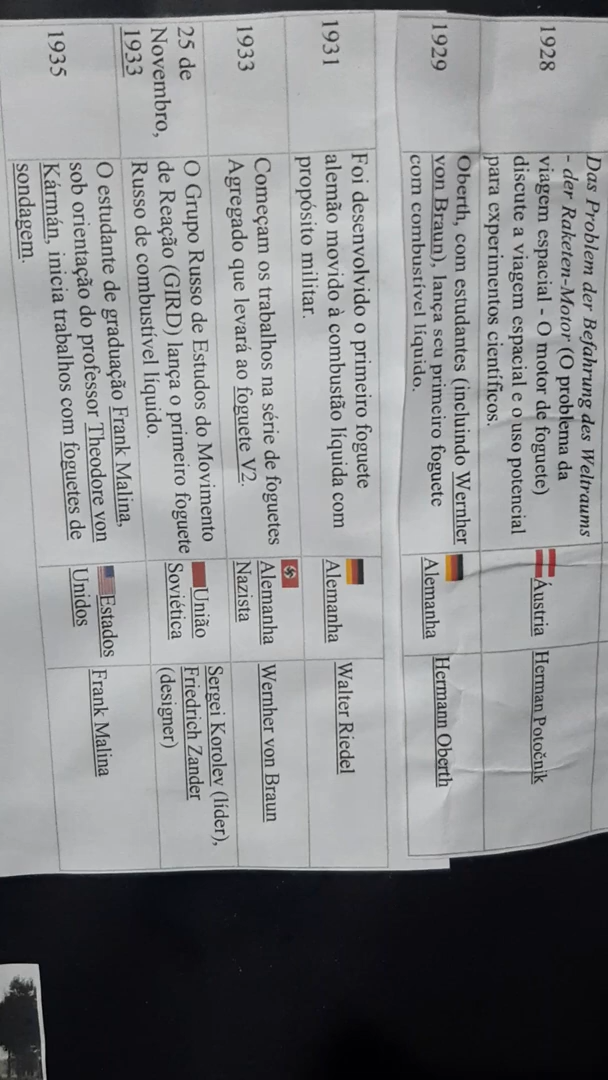 1928
Das Problem der Befahrung des Weltraums
- der Raketen-Motor (O problema da
viagem espacial - O motor de foguete)
discute a viagem espacial e o uso potencial
para experimentos científicos.
Áustria
Herman Potočnik
1929
Oberth, com estudantes (incluindo Wernher
von Braun), lança seu primeiro foguete
com combustível líquido.
Alemanha
Hermann Oberth
1931
Foi desenvolvido o primeiro foguete
alemão movido à combustão líquida com
propósito militar.
Alemanha
Walter Riedel
1933
Começam os trabalhos na série de foguetes
Agregado que levará ao foguete V2.
Alemanha
Nazista
Wernher von Braun
25 de
Novembro,
1933
O Grupo Russo de Estudos do Movimento
de Reação (GIRD) lança o primeiro foguete
Russo de combustível líquido.
União
Soviética
Sergei Korolev (líder),
Friedrich Zander
(designer)
1935
O estudante de graduação Frank Malina,
sob orientação do professor Theodore von
Kármán, inicia trabalhos com foguetes de
sondagem.
Estados
Unidos
Frank Malina